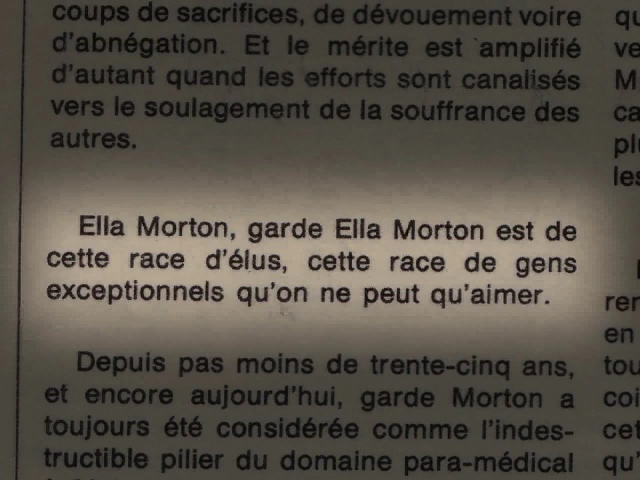 coups de sacrifices, de dévouement voire
d'abnégation. Et le mérite est amplifié
d'autant quand les efforts sont canalisés
vers le soulagement de la souffrance des
autres.
Ella Morton, garde Ella Morton est de
cette race d'élus, cette race de gens
exceptionnels qu'on ne peut qu'aimer.
Depuis pas moins de trente-cinq ans,
et encore aujourd'hui, garde Morton a
toujours été considérée comme l'indes-
tructible pilier du domaine para-médical